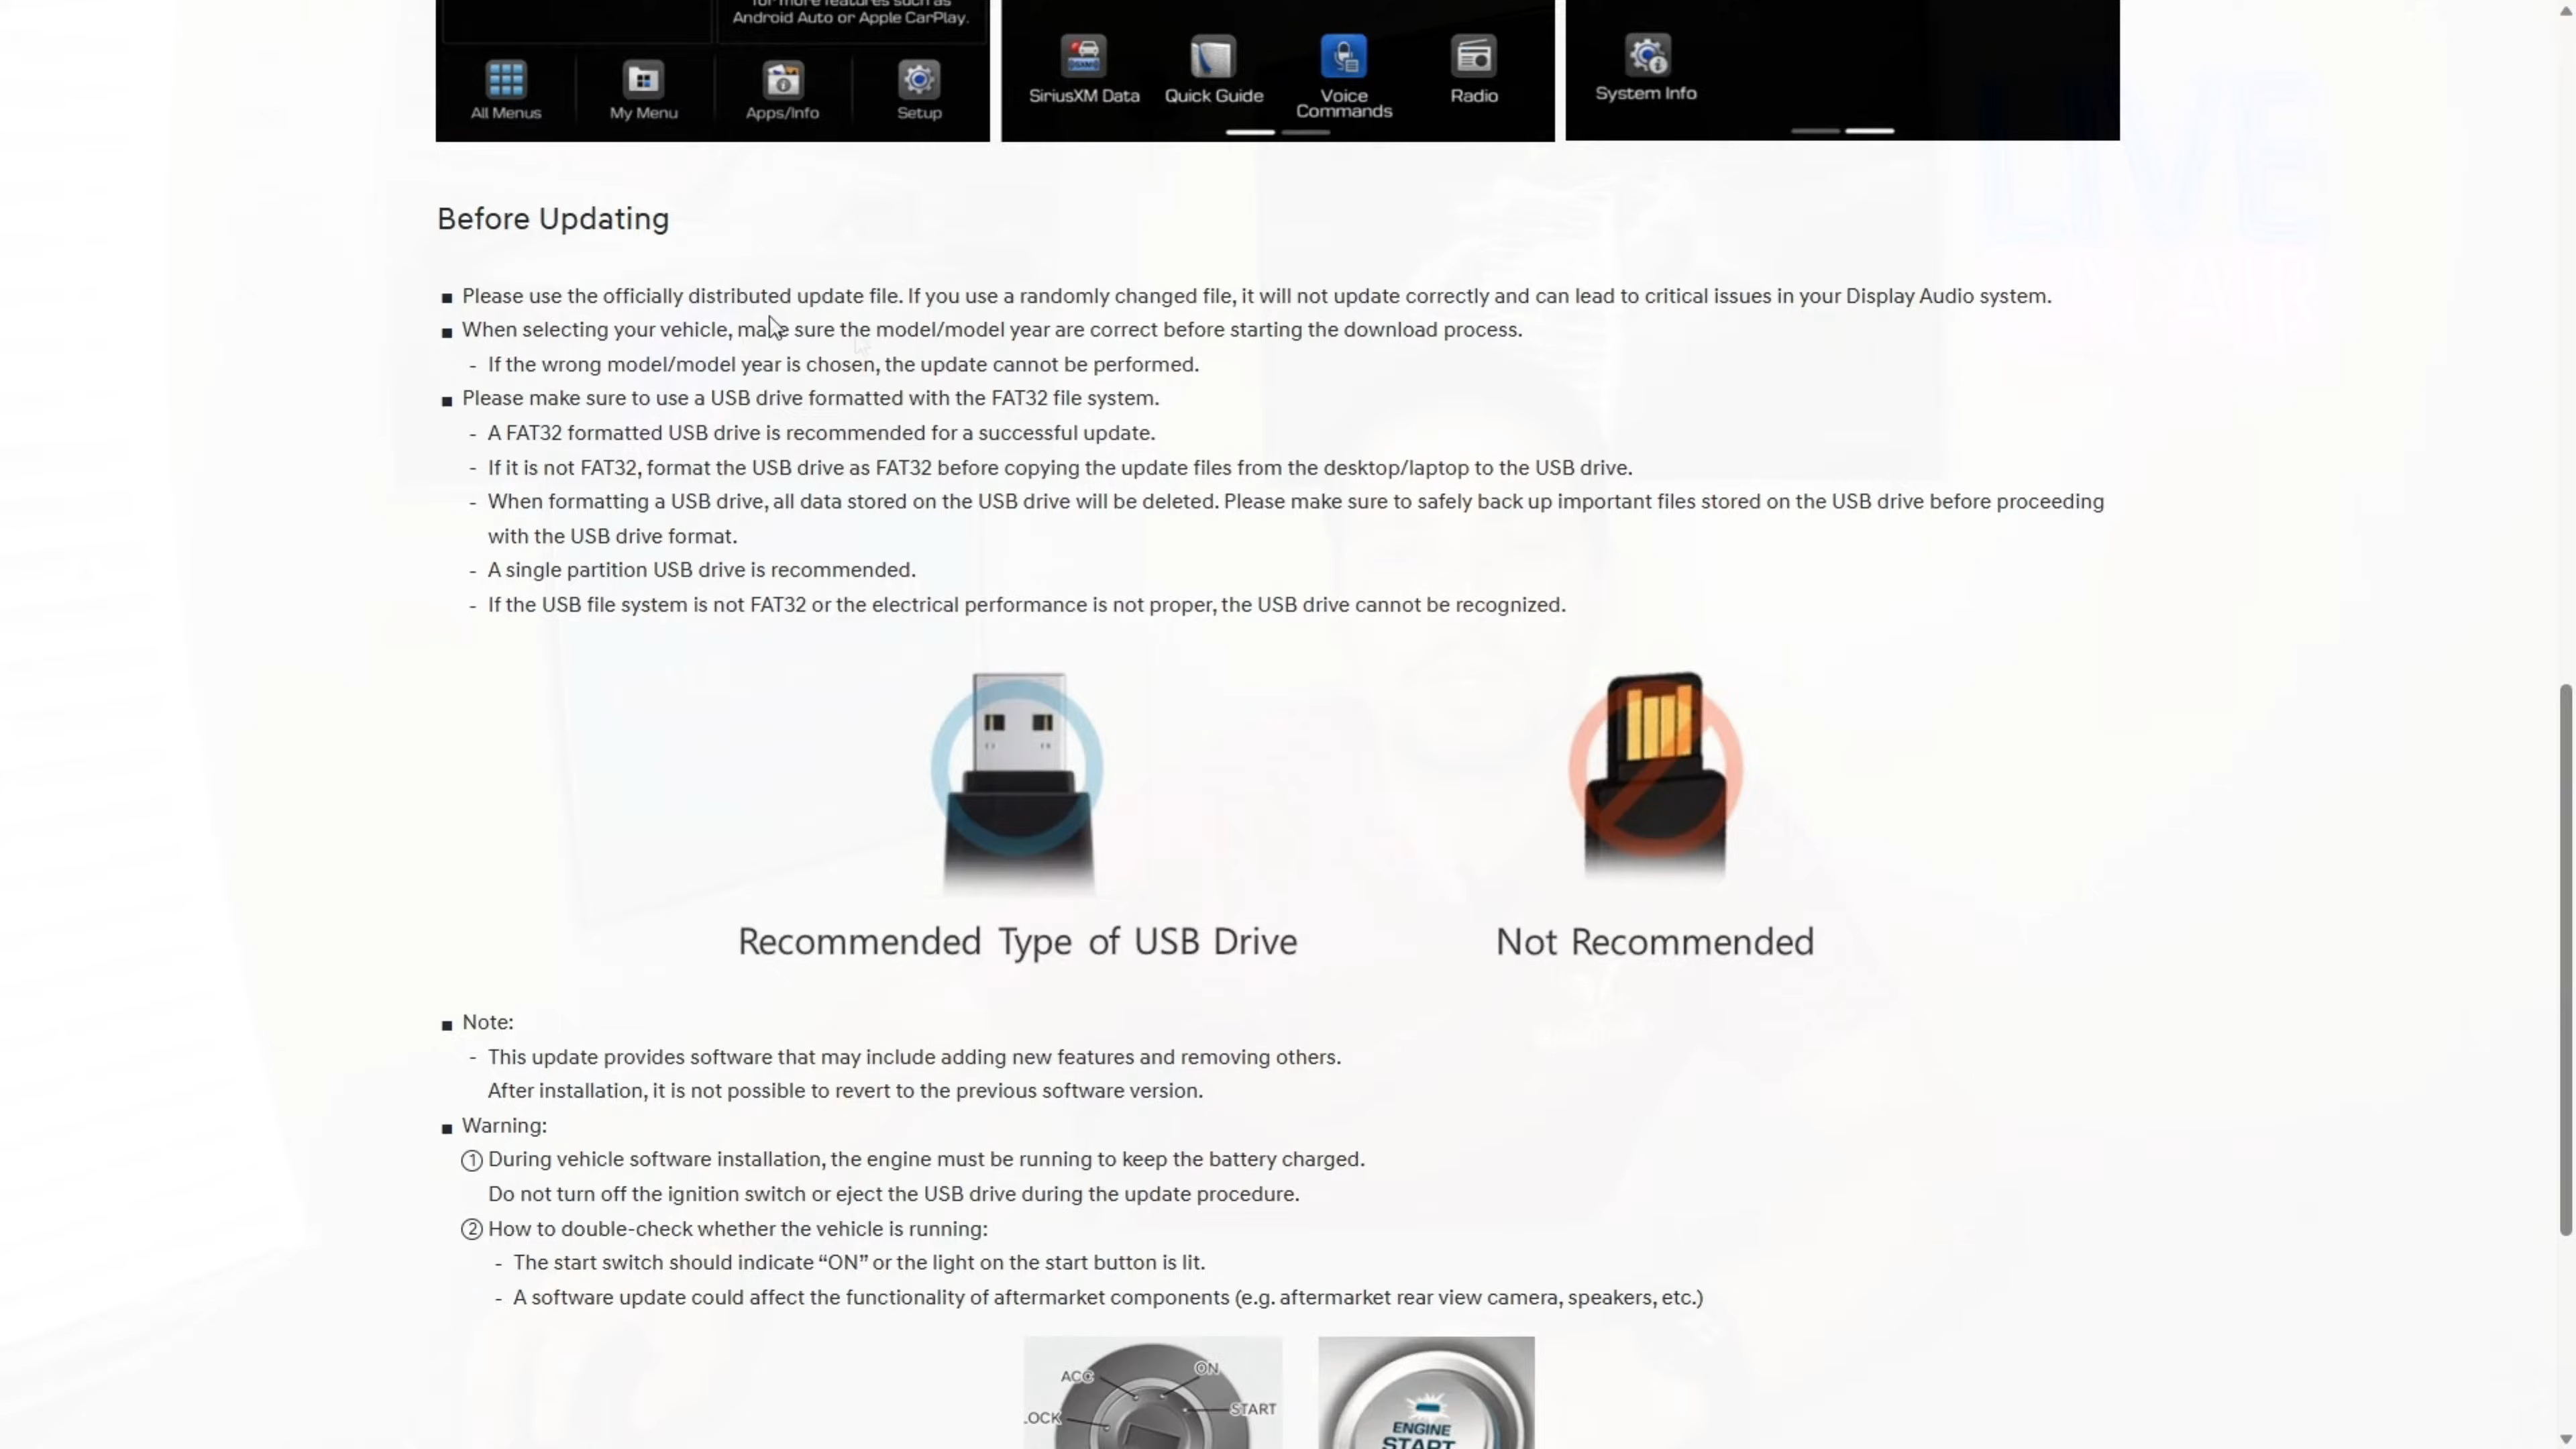 Android Auto or Apple CarPlay.
All Menus
My Menu
Apps/Info
Setup
SiriusXM Data
Quick Guide
Voice
Commands
Radio
System Info
LIVE
Before Updating
■ Please use the officially distributed update file. If you use a randomly changed file, it will not update correctly and can lead to critical issues in your Display Audio system.
■ When selecting your vehicle, make sure the model/model year are correct before starting the download process.
- If the wrong model/model year is chosen, the update cannot be performed.
■ Please make sure to use a USB drive formatted with the FAT32 file system.
- A FAT32 formatted USB drive is recommended for a successful update.
- If it is not FAT32, format the USB drive as FAT32 before copying the update files from the desktop/laptop to the USB drive.
- When formatting a USB drive, all data stored on the USB drive will be deleted. Please make sure to safely back up important files stored on the USB drive before proceeding
with the USB drive format.
- A single partition USB drive is recommended.
- If the USB file system is not FAT32 or the electrical performance is not proper, the USB drive cannot be recognized.
Recommended Type of USB Drive
Not Recommended
■ Note:
- This update provides software that may include adding new features and removing others.
After installation, it is not possible to revert to the previous software version.
■ Warning:
① During vehicle software installation, the engine must be running to keep the battery charged.
Do not turn off the ignition switch or eject the USB drive during the update procedure.
② How to double-check whether the vehicle is running:
- The start switch should indicate “ON” or the light on the start button is lit.
- A software update could affect the functionality of aftermarket components (e.g. aftermarket rear view camera, speakers, etc.)
ACC
ON
START
ENGINE
START